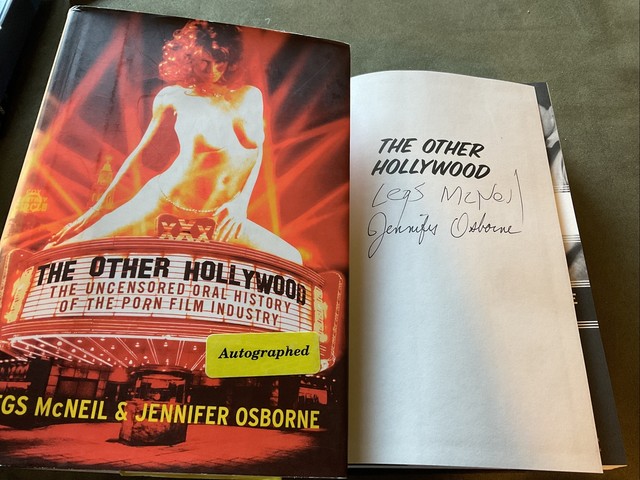 THE OTHER HOLLYWOOD
THE UNCENSORED ORAL HISTORY
OF THE PORN FILM INDUSTRY
Autographed
EGS McNEIL & JENNIFER OSBORNE
THE OTHER
HOLLYWOOD
Legs McNeil
Jennifer Osborne